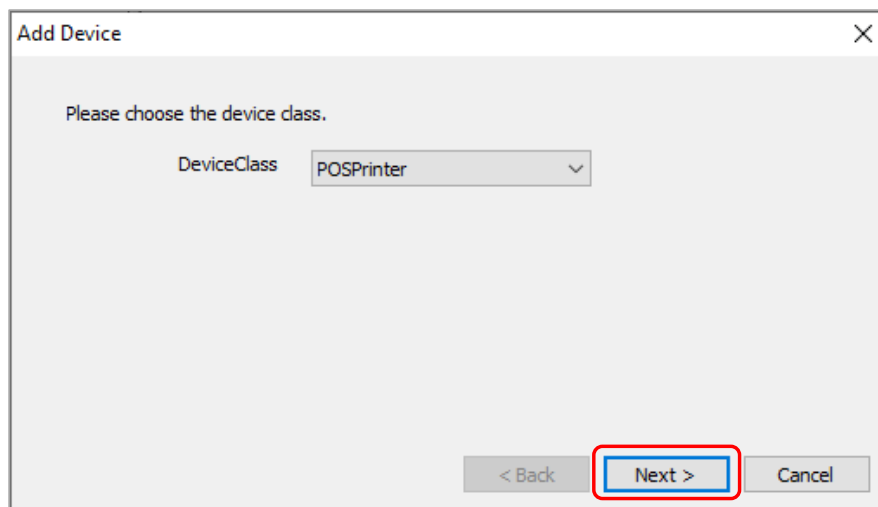 Add Device
Please choose the device class.
DeviceClass POSPrinter
< Back Next > Cancel